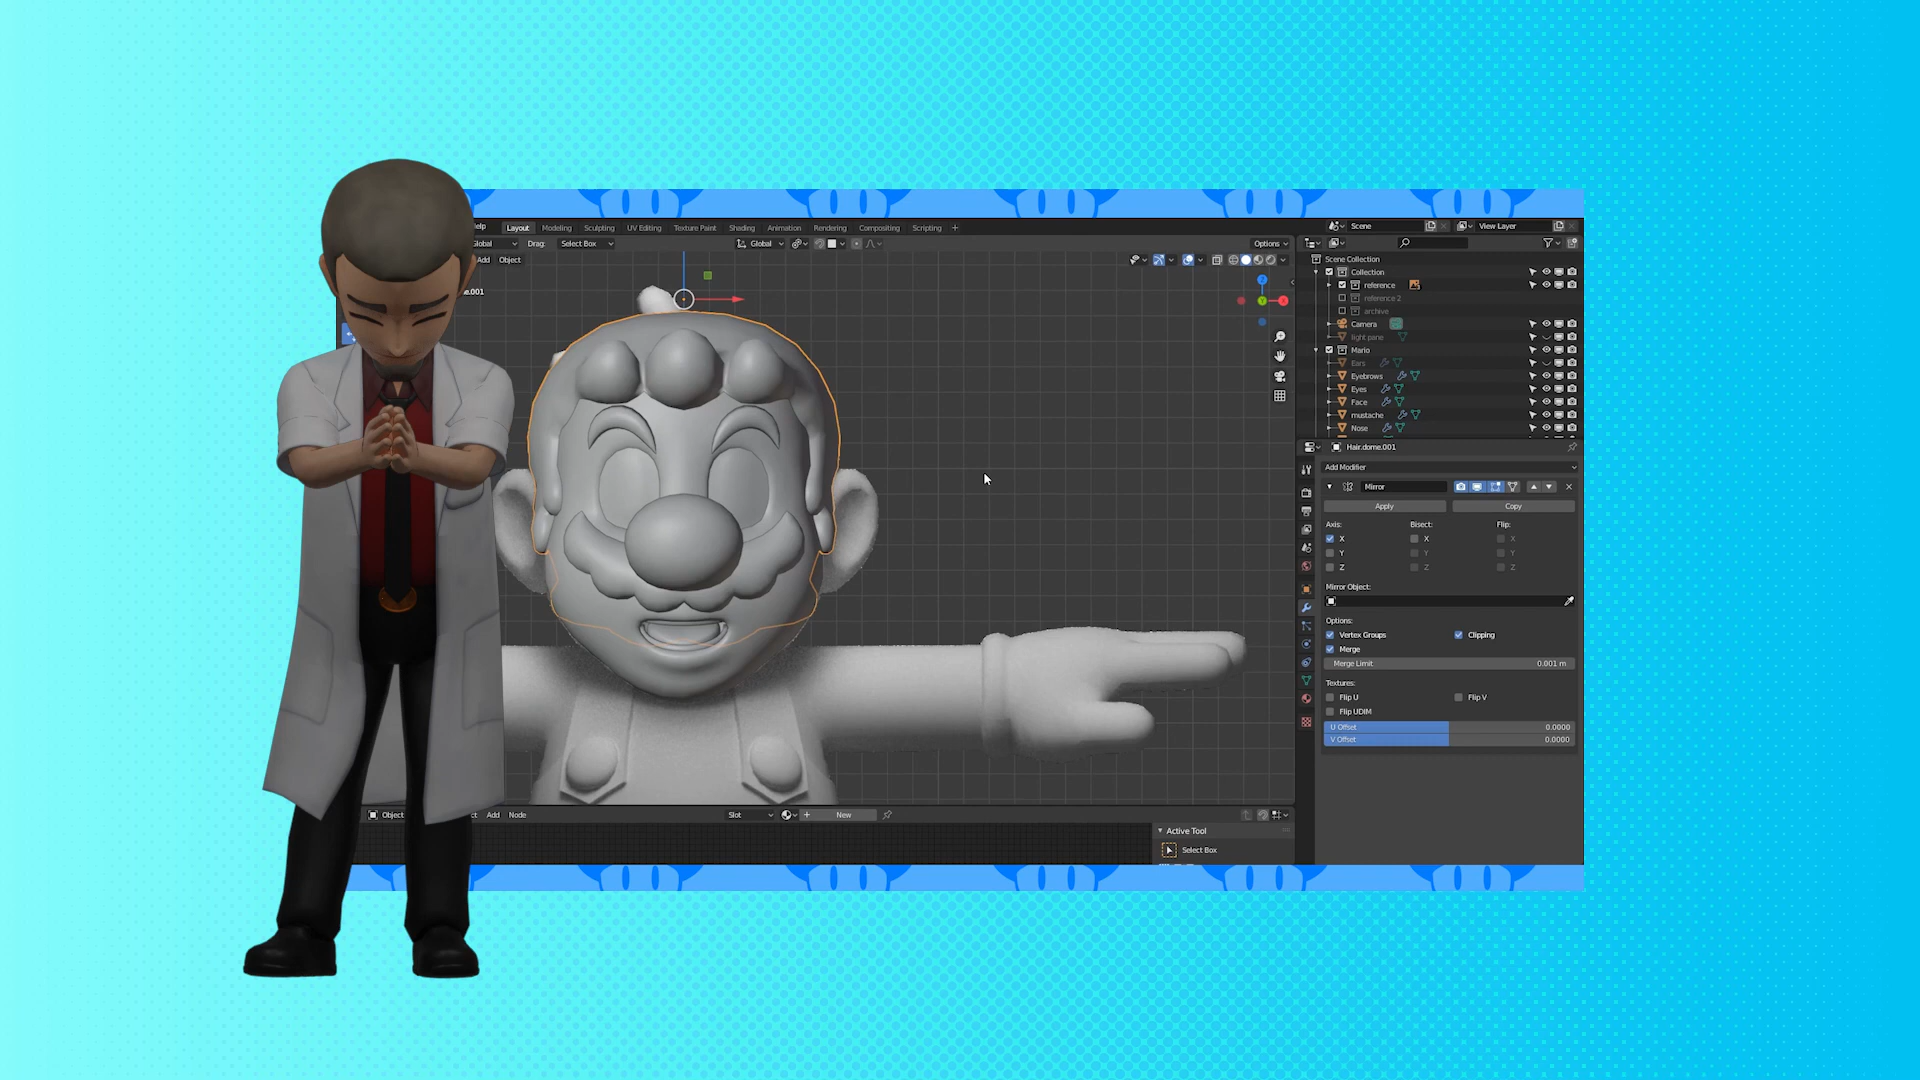 elp Layout Modeling Sculpting UV Editing Texture Paint Shading Animation Rendering Compositing Scripting +
Scene View Layer
lobal Drag: Select Box Global Options
Add Object
e.001
Scene Collection
Collection
reference
reference 2
archive
Camera
light pane
Mario
Ears
Eyebrows
Eyes
Face
mustache
Nose
Hair.dome.001
Add Modifier
Mirror
Apply Copy
Axis: Bisect: Flip:
X X X
Y Y Y
Z Z Z
Mirror Object:
Options:
Vertex Groups Clipping
Merge
Merge Limit 0.001 m
Textures:
Flip U Flip V
Flip UDIM
U Offset 0.0000
V Offset 0.0000
Object ct Add Node Slot New
Active Tool
Select Box